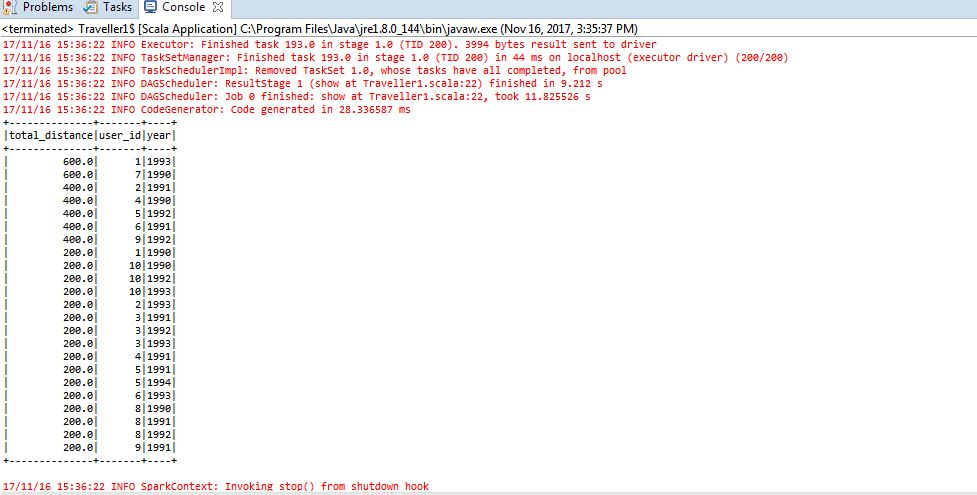 Problems Tasks Console
<terminated> Traveller1$ [Scala Application] C:\Program Files\Java\jre1.8.0_144\bin\javaw.exe (Nov 16, 2017, 3:35:37 PM)
17/11/16 15:36:22 INFO Executor: Finished task 193.0 in stage 1.0 (TID 200). 3994 bytes result sent to driver
17/11/16 15:36:22 INFO TaskSetManager: Finished task 193.0 in stage 1.0 (TID 200) in 44 ms on localhost (executor driver) (200/200)
17/11/16 15:36:22 INFO TaskSchedulerImpl: Removed TaskSet 1.0, whose tasks have all completed, from pool
17/11/16 15:36:22 INFO DAGScheduler: ResultStage 1 (show at Traveller1.scala:22) finished in 9.212 s
17/11/16 15:36:22 INFO DAGScheduler: Job 0 finished: show at Traveller1.scala:22, took 11.825526 s
17/11/16 15:36:22 INFO CodeGenerator: Code generated in 28.336587 ms
+--------------+-------+----+
|total_distance|user_id|year|
+--------------+-------+----+
|         600.0|      1|1993|
|         600.0|      7|1990|
|         400.0|      2|1991|
|         400.0|      4|1990|
|         400.0|      5|1992|
|         400.0|      6|1991|
|         400.0|      9|1992|
|         200.0|      1|1990|
|         200.0|     10|1990|
|         200.0|     10|1992|
|         200.0|     10|1993|
|         200.0|      2|1993|
|         200.0|      3|1991|
|         200.0|      3|1992|
|         200.0|      3|1993|
|         200.0|      4|1991|
|         200.0|      5|1991|
|         200.0|      5|1994|
|         200.0|      6|1993|
|         200.0|      8|1990|
|         200.0|      8|1991|
|         200.0|      8|1992|
|         200.0|      9|1991|
+--------------+-------+----+
17/11/16 15:36:22 INFO SparkContext: Invoking stop() from shutdown hook